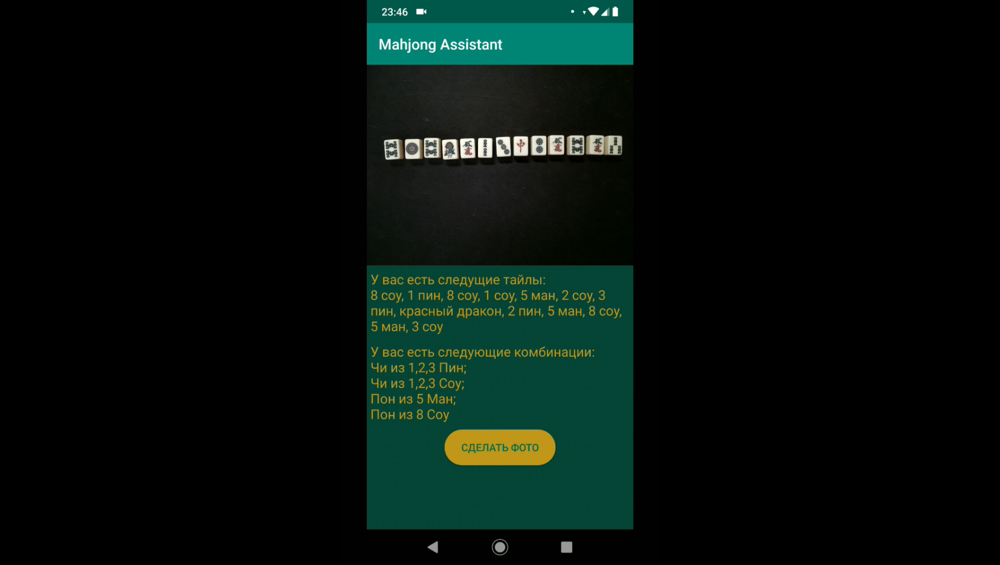 23:46
Mahjong Assistant
中
У вас есть следущие тайлы:
8 соу, 1 пин, 8 соу, 1 соу, 5 ман, 2 соу, 3
пин, красный дракон, 2 пин, 5 ман, 8 соу,
5 ман, 3 соу
У вас есть следующие комбинации:
Чи из 1,2,3 Пин;
Чи из 1,2,3 Соу;
Пон из 5 Ман;
Пон из 8 Соу
СДЕЛАТЬ ФОТО